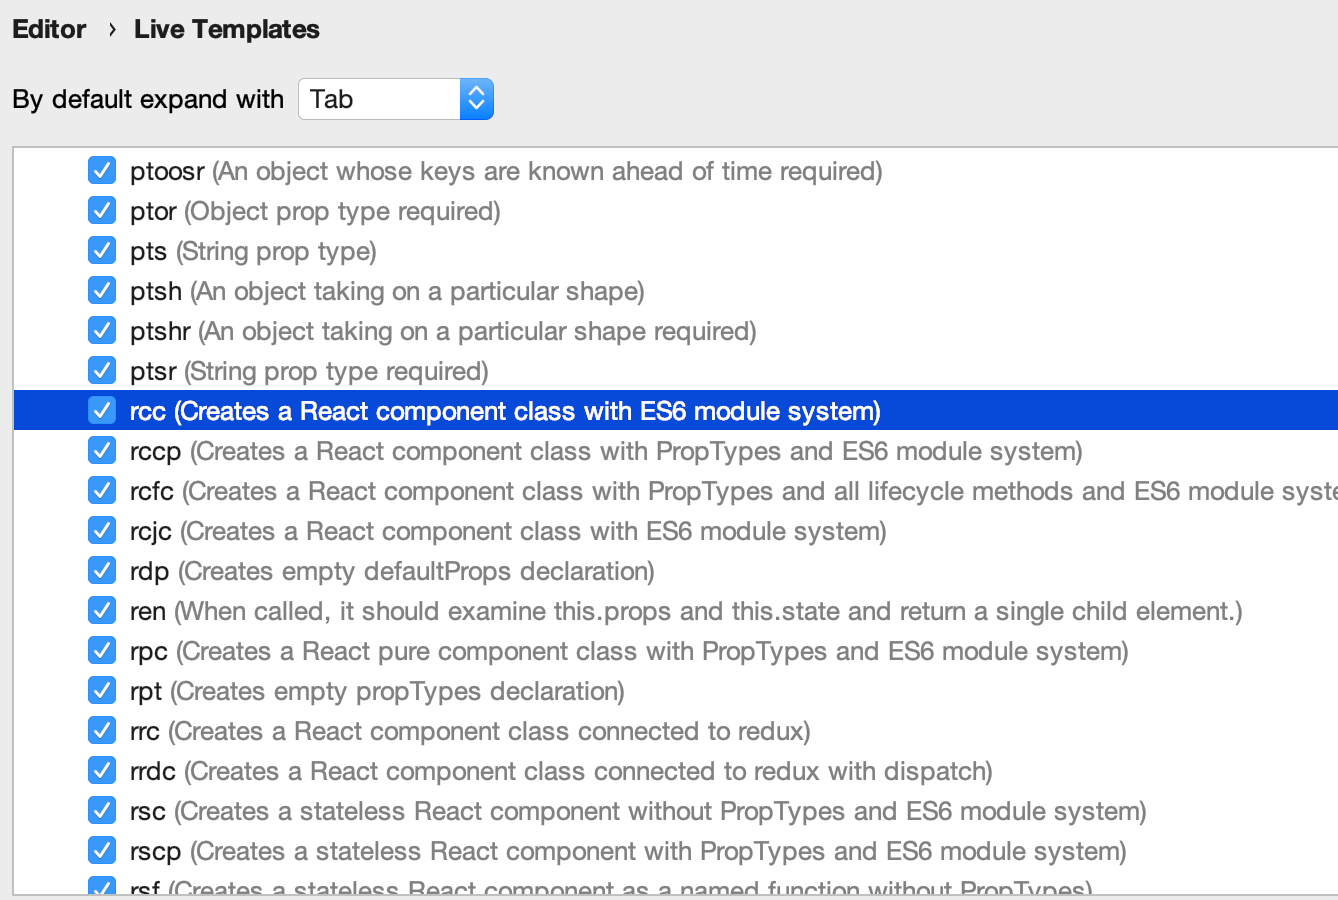 Editor › Live Templates
By default expand with Tab
ptoosr (An object whose keys are known ahead of time required)
ptor (Object prop type required)
pts (String prop type)
ptsh (An object taking on a particular shape)
ptshr (An object taking on a particular shape required)
ptsr (String prop type required)
rcc (Creates a React component class with ES6 module system)
rccp (Creates a React component class with PropTypes and ES6 module system)
rcfc (Creates a React component class with PropTypes and all lifecycle methods and ES6 module syste
rcjc (Creates a React component class with ES6 module system)
rdp (Creates empty defaultProps declaration)
ren (When called, it should examine this.props and this.state and return a single child element.)
rpc (Creates a React pure component class with PropTypes and ES6 module system)
rpt (Creates empty propTypes declaration)
rrc (Creates a React component class connected to redux)
rrdc (Creates a React component class connected to redux with dispatch)
rsc (Creates a stateless React component without PropTypes and ES6 module system)
rscp (Creates a stateless React component with PropTypes and ES6 module system)
rsf (Creates a stateless React component as a named function without PropTypes)